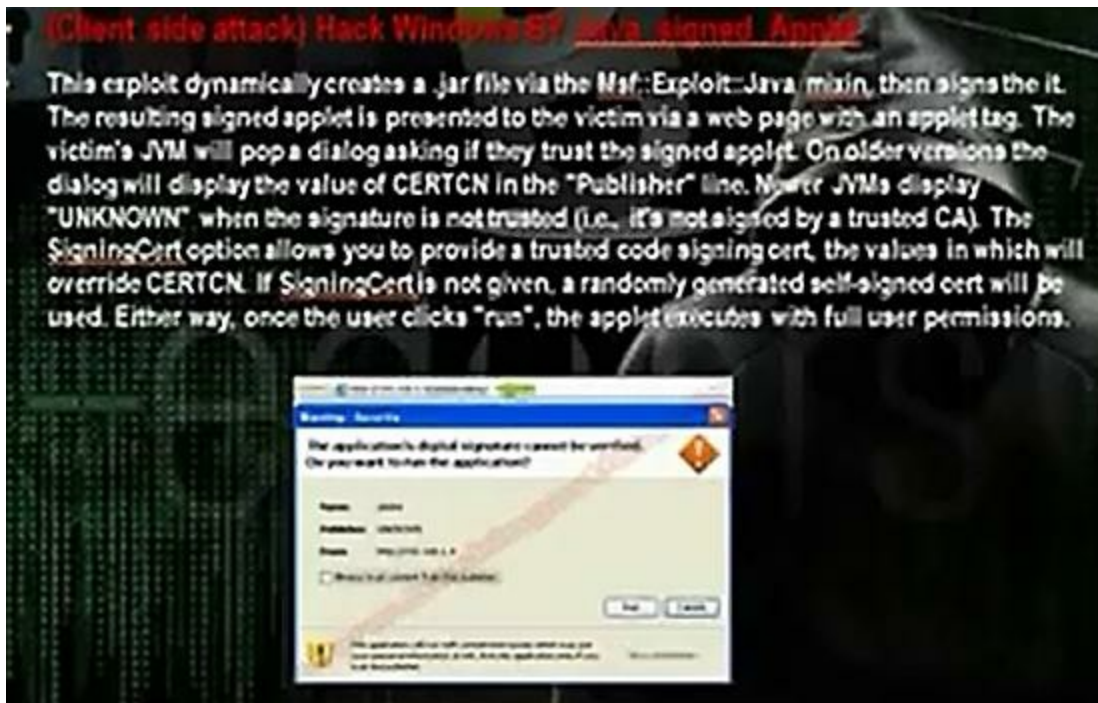 (Client side attack) Hack Windows BY Java signed Applet
This exploit dynamically creates a .jar file via the Msf::Exploit::Java mixin, then signs the it.
The resulting signed applet is presented to the victim via a web page with an applet tag. The
victim's JVM will pop a dialog asking if they trust the signed applet. On older versions the
dialog will display the value of CERTCN in the "Publisher" line. Newer JVMs display
"UNKNOWN" when the signature is not trusted (i.e., it's not signed by a trusted CA). The
SigningCert option allows you to provide a trusted code signing cert, the values in which will
override CERTCN. If SigningCert is not given, a randomly generated self-signed cert will be
used. Either way, once the user clicks "run", the applet executes with full user permissions.
Warning - Security
The application's digital signature cannot be verified.
Do you want to run the application?
Name:
Publisher: UNKNOWN
From:
Run Cancel